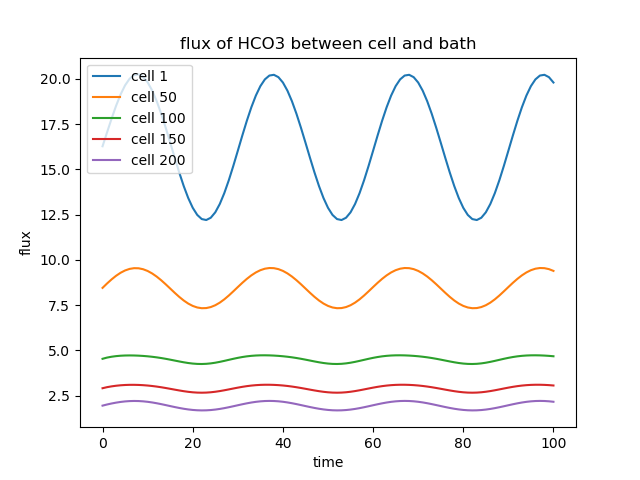 flux of HCO3 between cell and bath
20.0
17.5
15.0
12.5
10.0
7.5
5.0
2.5
flux
cell 1
cell 50
cell 100
cell 150
cell 200
0 20 40 60 80 100
time